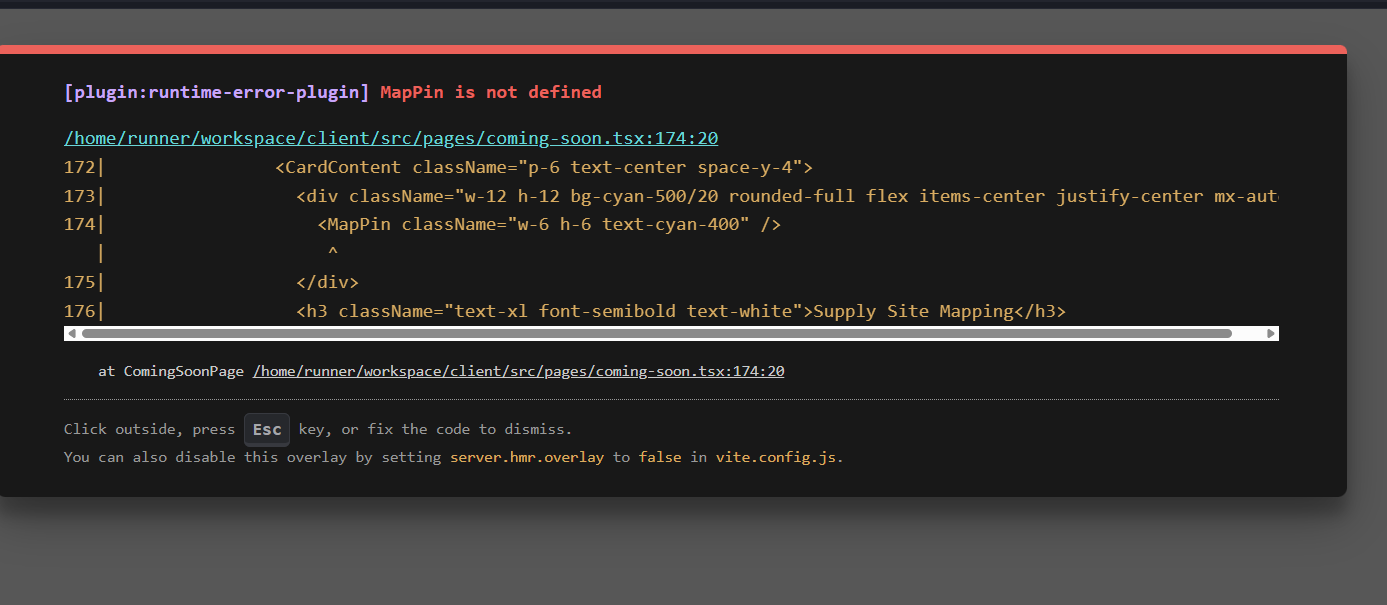 [plugin:runtime-error-plugin] MapPin is not defined
/home/runner/workspace/client/src/pages/coming-soon.tsx:174:20
172|                <CardContent className="p-6 text-center space-y-4">
173|                  <div className="w-12 h-12 bg-cyan-500/20 rounded-full flex items-center justify-center mx-aut
174|                    <MapPin className="w-6 h-6 text-cyan-400" />
   |                     ^
175|                  </div>
176|                  <h3 className="text-xl font-semibold text-white">Supply Site Mapping</h3>
at ComingSoonPage /home/runner/workspace/client/src/pages/coming-soon.tsx:174:20
Click outside, press Esc key, or fix the code to dismiss.
You can also disable this overlay by setting server.hmr.overlay to false in vite.config.js.